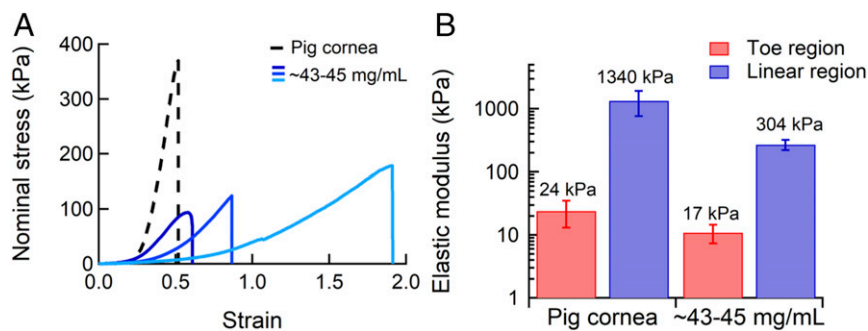 A
Nominal stress (kPa)
400
300
200
100
0
0.0
0.5
1.0
1.5
2.0
Strain
Pig cornea
~43-45 mg/mL
B
Elastic modulus (kPa)
1000
100
10
1
Toe region
Linear region
24 kPa
1340 kPa
17 kPa
304 kPa
Pig cornea
~43-45 mg/mL